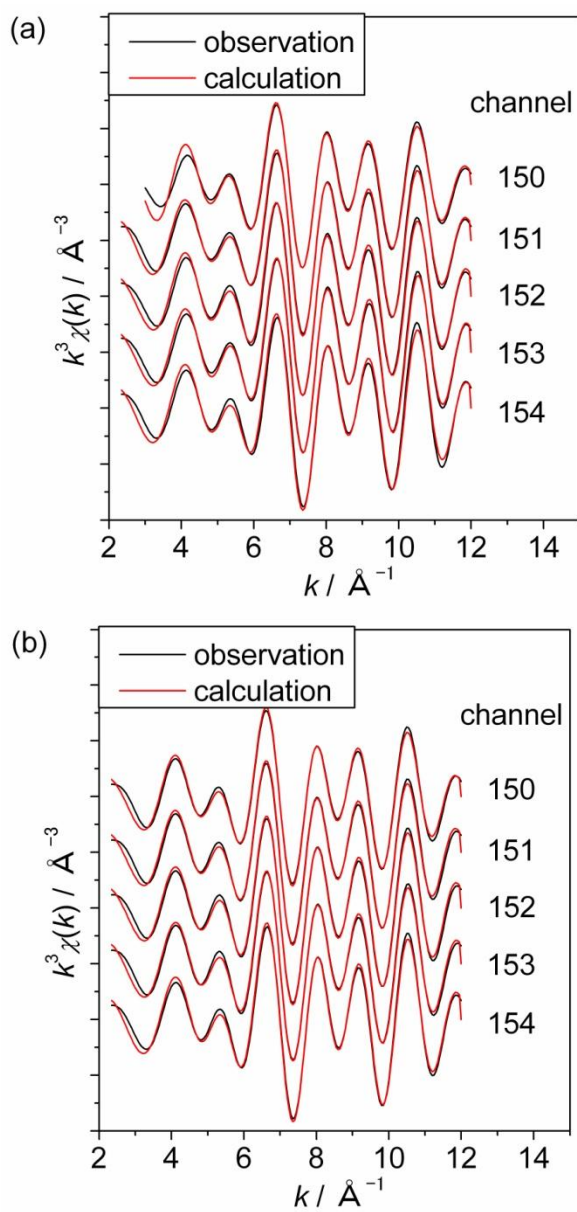 (a)
observation
calculation
channel
150
151
152
153
154
k³χ(k) / Å⁻³
2 4 6 8 10 12 14
k / Å⁻¹
(b)
observation
calculation
channel
150
151
152
153
154
k³χ(k) / Å⁻³
2 4 6 8 10 12 14
k / Å⁻¹